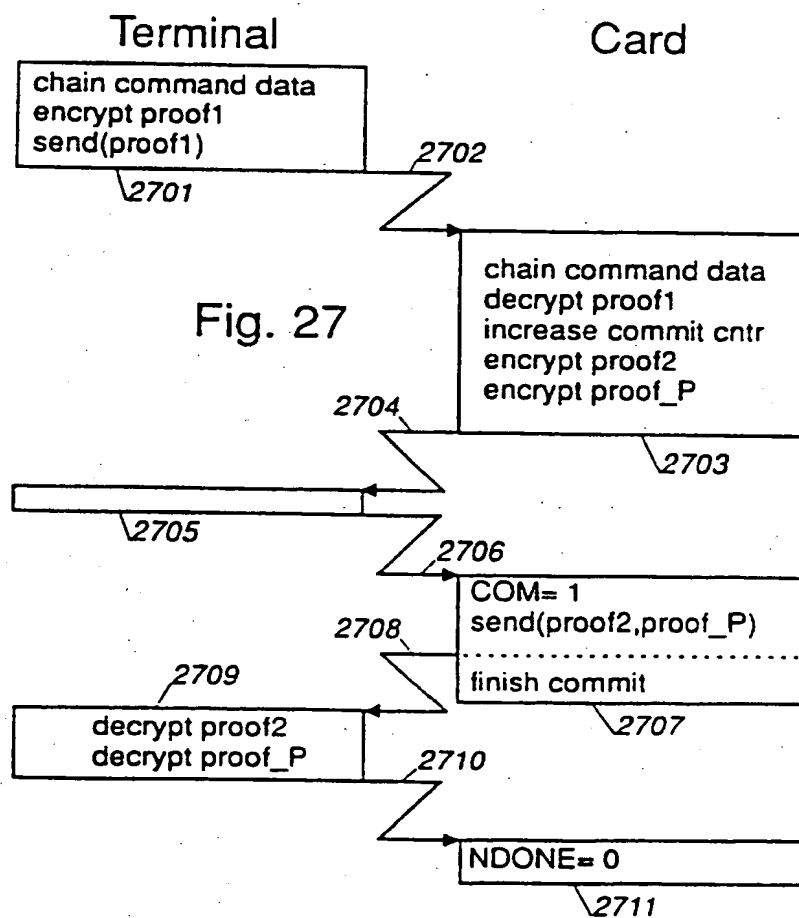 Terminal
Card
chain command data
encrypt proof1
send(proof1)
2701
2702
chain command data
decrypt proof1
increase commit cntr
encrypt proof2
encrypt proof_P
2703
Fig. 27
2704
2705
2706
COM= 1
send(proof2,proof_P)
finish commit
2707
2708
2709
decrypt proof2
decrypt proof_P
2710
NDONE= 0
2711